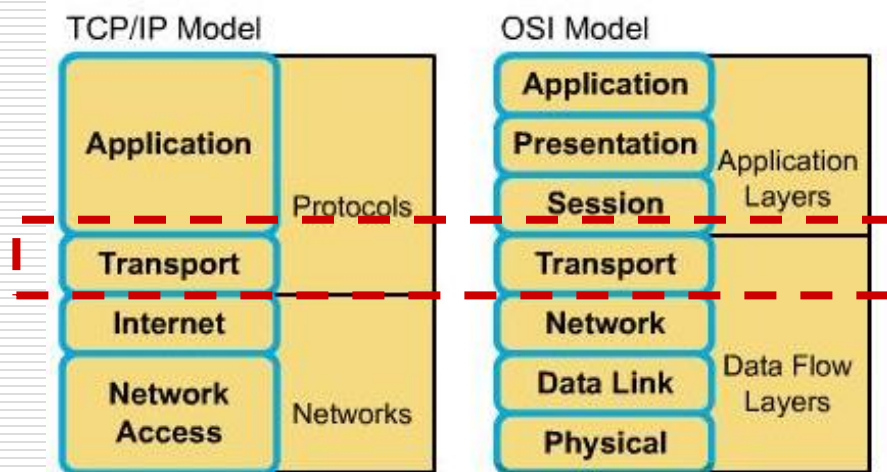 TCP/IP Model
Application
Transport
Internet
Network
Access
Protocols
Networks
OSI Model
Application
Presentation
Session
Transport
Network
Data Link
Physical
Application
Layers
Data Flow
Layers